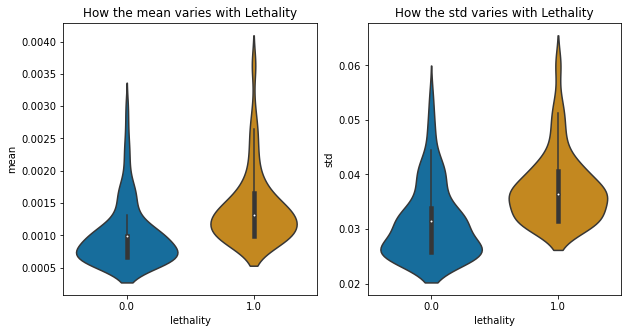 How the mean varies with Lethality
mean
0.0040
0.0035
0.0030
0.0025
0.0020
0.0015
0.0010
0.0005
0.0
1.0
lethality
How the std varies with Lethality
std
0.06
0.05
0.04
0.03
0.02
0.0
1.0
lethality